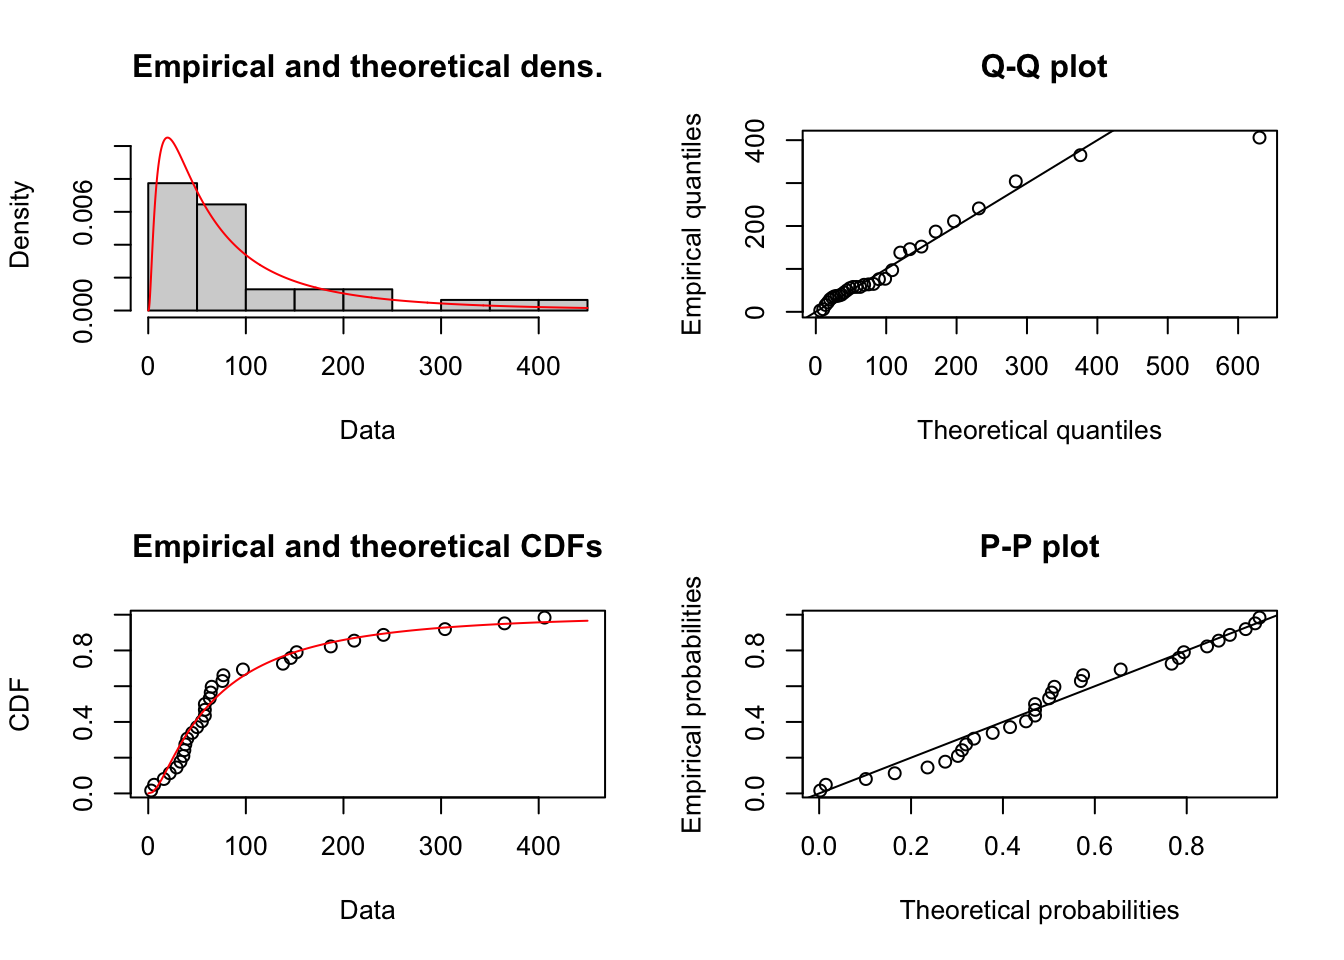 Empirical and theoretical dens.
Density
0.000 0.006
0 100 200 300 400
Data
Q-Q plot
Empirical quantiles
0 200 400
0 100 200 300 400 500 600
Theoretical quantiles
Empirical and theoretical CDFs
CDF
0.0 0.4 0.8
0 100 200 300 400
Data
P-P plot
Empirical probabilities
0.0 0.4 0.8
0.0 0.2 0.4 0.6 0.8
Theoretical probabilities